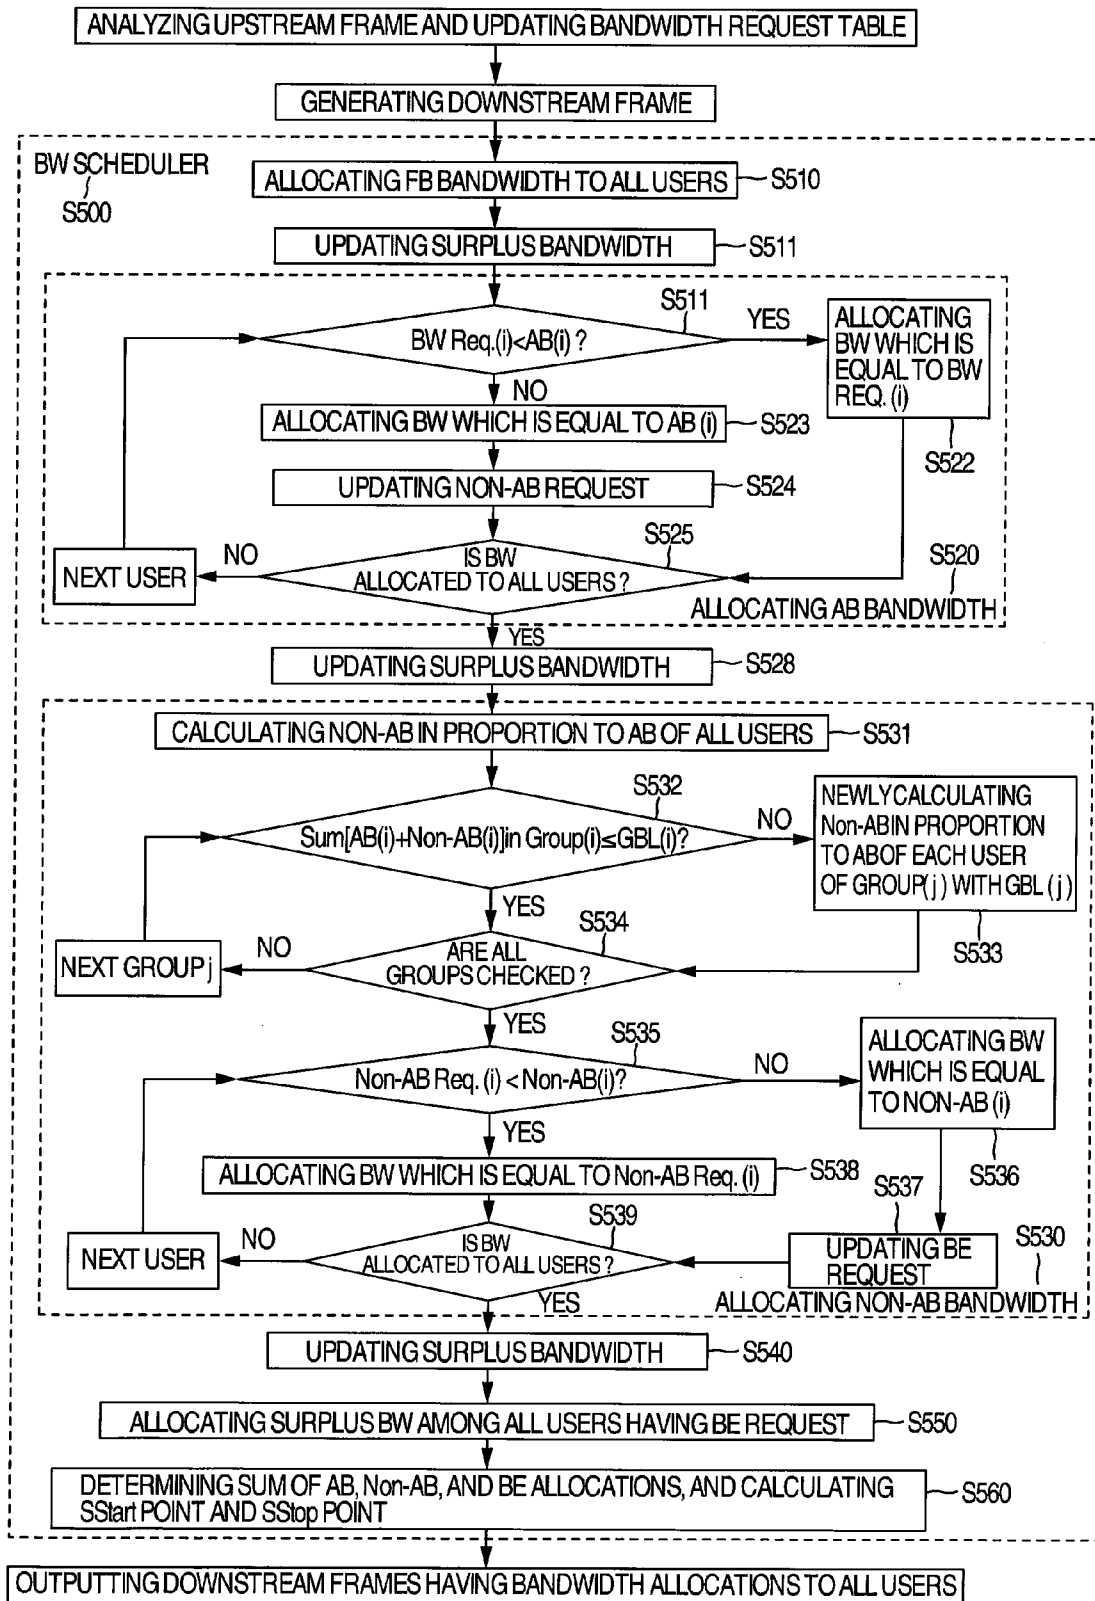 ANALYZING UPSTREAM FRAME AND UPDATING BANDWIDTH REQUEST TABLE
GENERATING DOWNSTREAM FRAME
BW SCHEDULER
S500
ALLOCATING FB BANDWIDTH TO ALL USERS
S510
UPDATING SURPLUS BANDWIDTH
S511
S511
BW Req.(i)<AB(i) ?
YES
ALLOCATING
BW WHICH IS
EQUAL TO BW
REQ. (i)
S522
NO
ALLOCATING BW WHICH IS EQUAL TO AB (i)
S523
UPDATING NON-AB REQUEST
S524
S525
IS BW
ALLOCATED TO ALL USERS ?
NO
NEXT USER
S520
ALLOCATING AB BANDWIDTH
YES
UPDATING SURPLUS BANDWIDTH
S528
CALCULATING NON-AB IN PROPORTION TO AB OF ALL USERS
S531
S532
Sum[AB(i)+Non-AB(i)]in Group(i)≤GBL(i)?
NO
NEWLY CALCULATING
Non-ABIN PROPORTION
TO ABOF EACH USER
OF GROUP(j) WITH GBL (j)
S533
YES
S534
ARE ALL
GROUPS CHECKED ?
NO
NEXT GROUP j
YES
S535
Non-AB Req. (i) < Non-AB(i)?
NO
ALLOCATING BW
WHICH IS EQUAL
TO NON-AB (i)
S536
YES
ALLOCATING BW WHICH IS EQUAL TO Non-AB Req. (i)
S538
S537
UPDATING BE
REQUEST
S539
IS BW
ALLOCATED TO ALL USERS ?
NO
NEXT USER
S530
ALLOCATING NON-AB BANDWIDTH
YES
UPDATING SURPLUS BANDWIDTH
S540
ALLOCATING SURPLUS BW AMONG ALL USERS HAVING BE REQUEST
S550
DETERMINING SUM OF AB, Non-AB, AND BE ALLOCATIONS, AND CALCULATING
SStart POINT AND SStop POINT
S560
OUTPUTTING DOWNSTREAM FRAMES HAVING BANDWIDTH ALLOCATIONS TO ALL USERS